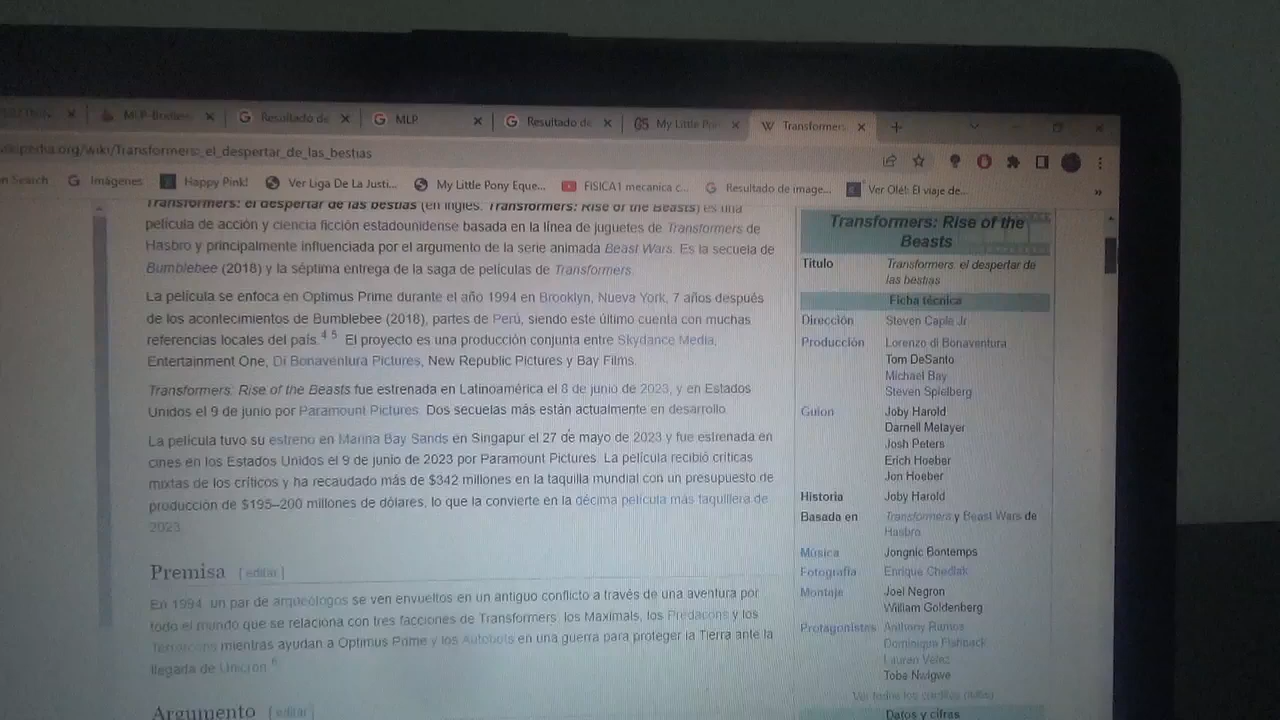 MLP-Bodies
Resultado de
MLP
Resultado de
My Little Po
Transformers
wikipedia.org/wiki/Transformers:_el_despertar_de_las_bestias
n Search
Imágenes
Happy Pink!
Ver Liga De La Justi...
My Little Pony Eque...
FISICA1 mecanica c...
Resultado de image...
Ver Olé!: El viaje de...
»
Transformers: el despertar de las bestias (en inglés: Transformers: Rise of the Beasts) es una
película de acción y ciencia ficción estadounidense basada en la línea de juguetes de Transformers de
Hasbro y principalmente influenciada por el argumento de la serie animada Beast Wars. Es la secuela de
Bumblebee (2018) y la séptima entrega de la saga de películas de Transformers.
La película se enfoca en Optimus Prime durante el año 1994 en Brooklyn, Nueva York, 7 años después
de los acontecimientos de Bumblebee (2018), partes de Perú, siendo este último cuenta con muchas
referencias locales del país.4 5 El proyecto es una producción conjunta entre Skydance Media,
Entertainment One, Di Bonaventura Pictures, New Republic Pictures y Bay Films.
Transformers: Rise of the Beasts fue estrenada en Latinoamérica el 8 de junio de 2023, y en Estados
Unidos el 9 de junio por Paramount Pictures. Dos secuelas más están actualmente en desarrollo.
La película tuvo su estreno en Marina Bay Sands en Singapur el 27 de mayo de 2023 y fue estrenada en
cines en los Estados Unidos el 9 de junio de 2023 por Paramount Pictures. La película recibió críticas
mixtas de los críticos y ha recaudado más de $342 millones en la taquilla mundial con un presupuesto de
producción de $195–200 millones de dólares, lo que la convierte en la décima película más taquillera de
2023.
Premisa [ editar ]
En 1994, un par de arqueólogos se ven envueltos en un antiguo conflicto a través de una aventura por
todo el mundo que se relaciona con tres facciones de Transformers: los Maximals, los Predacons y los
Terrorcons mientras ayudan a Optimus Prime y los Autobots en una guerra para proteger la Tierra ante la
llegada de Unicron.6
Argumento [ editar ]
Transformers: Rise of the
Beasts
Título Transformers: el despertar de
las bestias
Ficha técnica
Dirección Steven Caple Jr.
Producción Lorenzo di Bonaventura
Tom DeSanto
Michael Bay
Steven Spielberg
Guion Joby Harold
Darnell Metayer
Josh Peters
Erich Hoeber
Jon Hoeber
Historia Joby Harold
Basada en Transformers y Beast Wars de
Hasbro
Música Jongnic Bontemps
Fotografía Enrique Chediak
Montaje Joel Negron
William Goldenberg
Protagonistas Anthony Ramos
Dominique Fishback
Lauren Vélez
Tobe Nwigwe
Ver todos los créditos (IMDb)
Datos y cifras